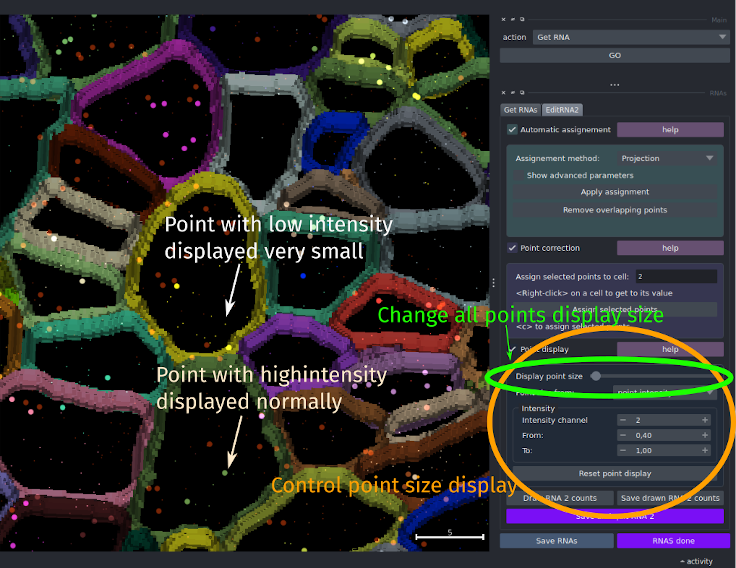 Main
action
Get RNA
GO
RNAs
Get RNAs
EditRNA2
Automatic assignement
help
Assignement method:
Projection
Show advanced parameters
Apply assignment
Remove overlapping points
Point correction
help
Point with low intensity
displayed very small
Assign selected points to cell:
2
<Right-click> on a cell to get to its value
Assign selected points
Change all points display size
<c> to assign selected
Point display
help
Point with highintensity
displayed normally
Display point size
point intensity
Intensity
Intensity channel
2
From:
0,40
To:
1,00
Reset point display
Control point size display
Draw RNA 2 counts
Save drawn RNA 2 counts
5
Save RNAs
RNAS done
activity